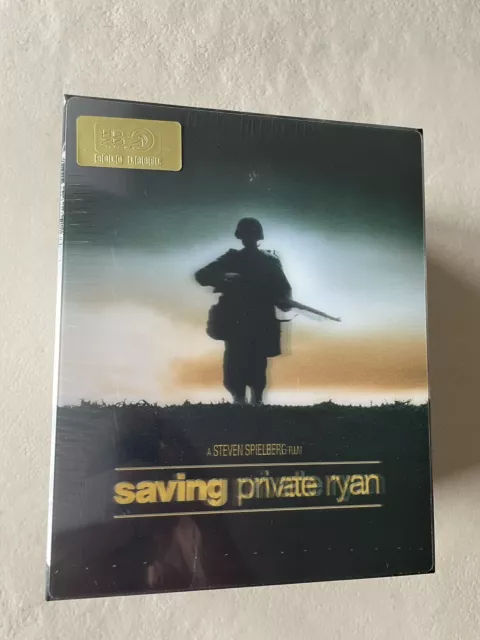 A STEVEN SPIELBERG FILM
saving private ryan